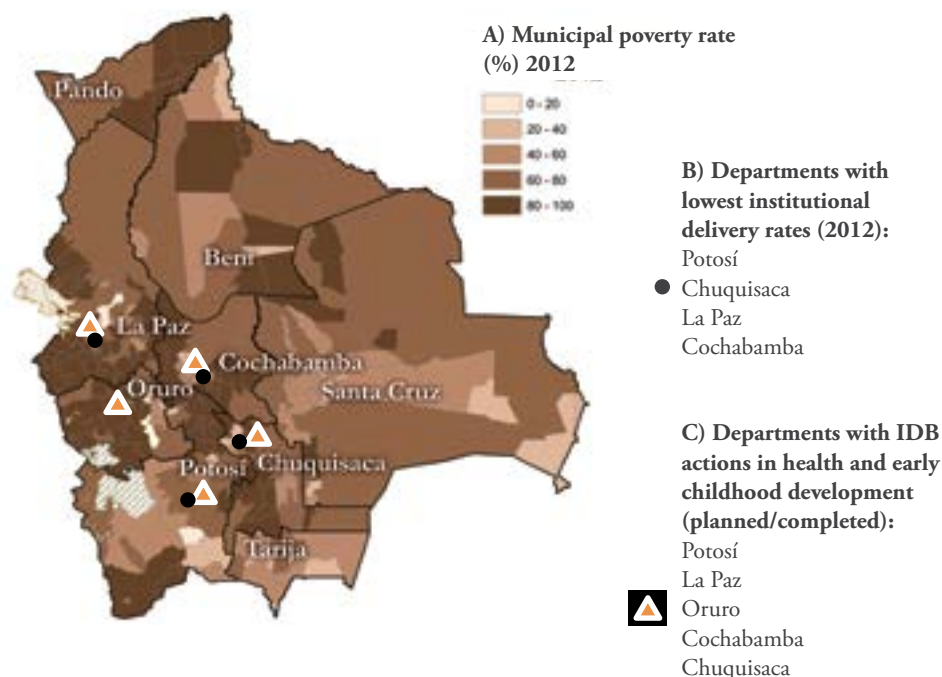 A) Municipal poverty rate
(%) 2012
0 - 20
20 - 40
40 - 60
60 - 80
80 - 100
Pando
Beni
La Paz
Cochabamba
Oruro
Santa Cruz
Potosí
Chuquisaca
Tarija
B) Departments with
lowest institutional
delivery rates (2012):
Potosí
Chuquisaca
La Paz
Cochabamba
C) Departments with IDB
actions in health and early
childhood development
(planned/completed):
Potosí
La Paz
Oruro
Cochabamba
Chuquisaca